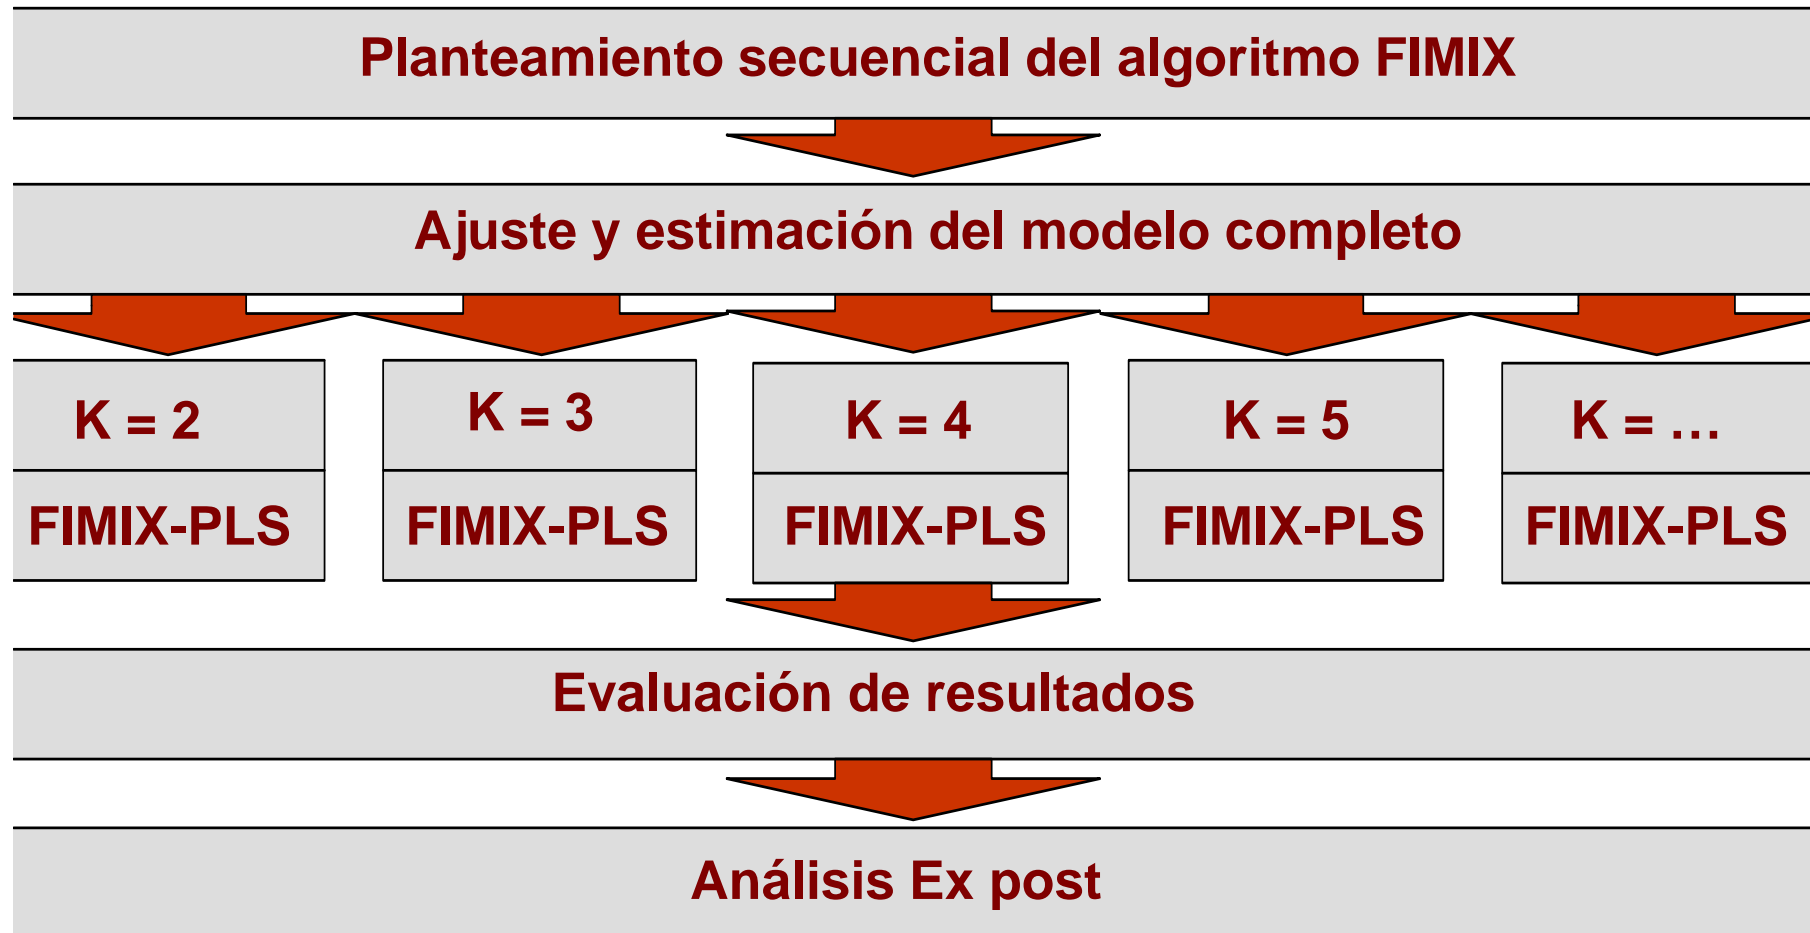 Planteamiento secuencial del algoritmo FIMIX
Ajuste y estimación del modelo completo
K = 2
FIMIX-PLS
K = 3
FIMIX-PLS
K = 4
FIMIX-PLS
K = 5
FIMIX-PLS
K = …
FIMIX-PLS
Evaluación de resultados
Análisis Ex post